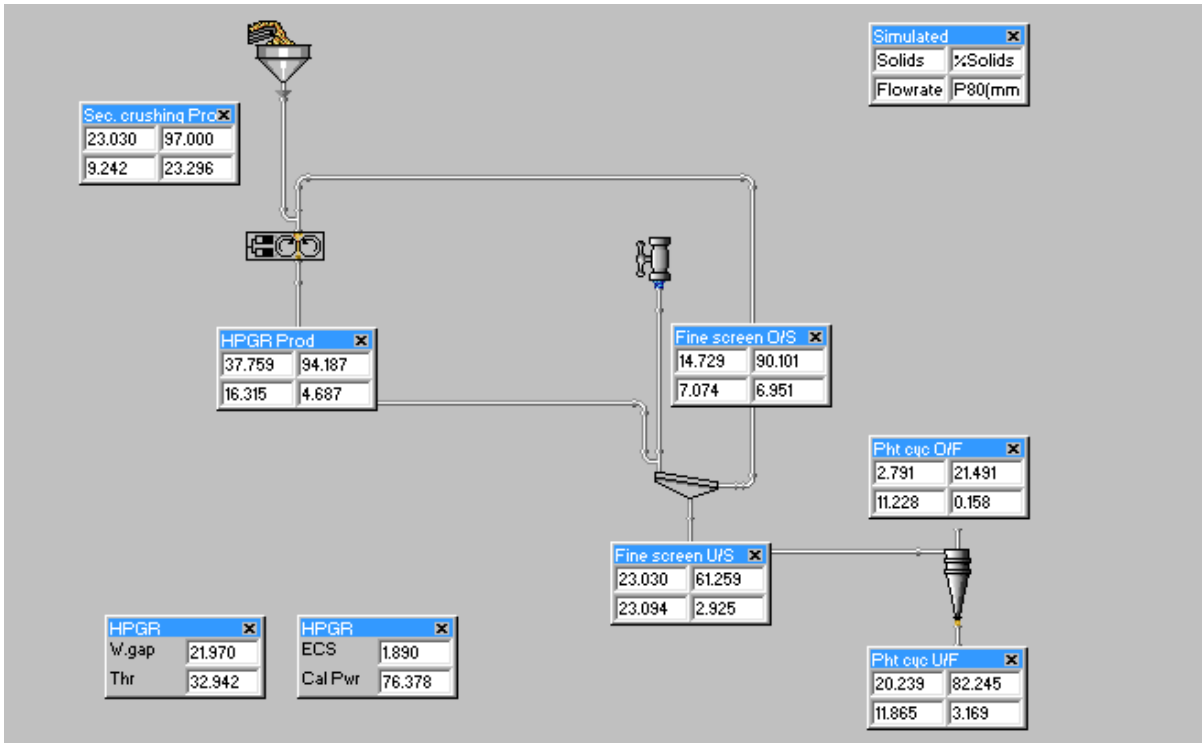 Simulated
Solids %Solids
Flowrate P80(mm
Sec. crushing Pro
23.030 97.000
9.242 23.296
HPGR Prod
37.759 94.187
16.315 4.687
Fine screen O/S
14.729 90.101
7.074 6.951
Pht cyc O/F
2.791 21.491
11.228 0.158
Fine screen U/S
23.030 61.259
23.094 2.925
HPGR
W.gap 21.970
Thr 32.942
HPGR
ECS 1.890
Cal Pwr 76.378
Pht cyc U/F
20.239 82.245
11.865 3.169